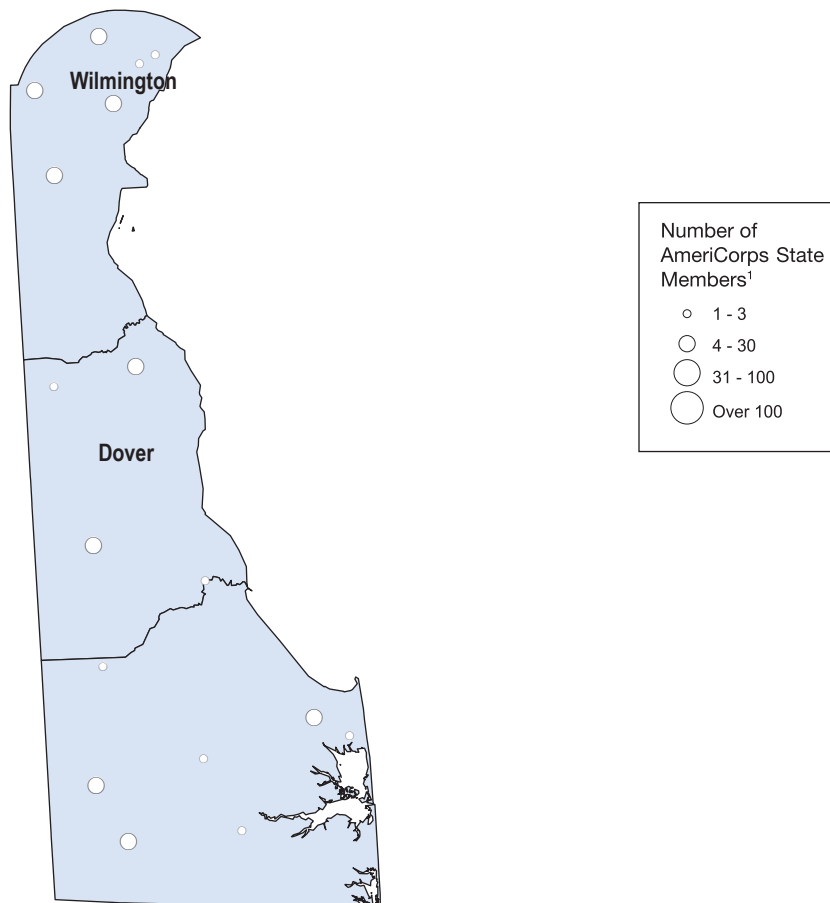 Wilmington
Dover
Number of
AmeriCorps State
Members¹
1 - 3
4 - 30
31 - 100
Over 100